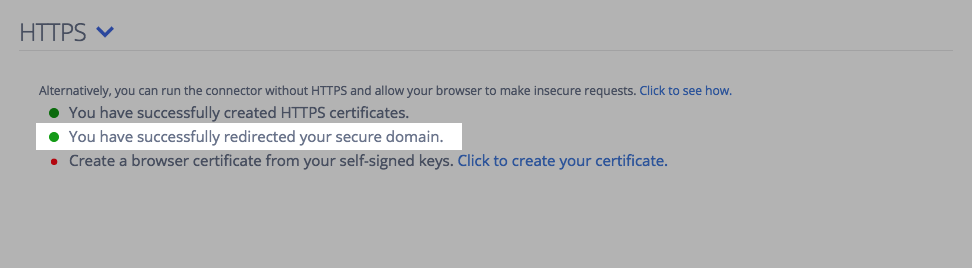 HTTPS
Alternatively, you can run the connector without HTTPS and allow your browser to make insecure requests. Click to see how.
You have successfully created HTTPS certificates.
You have successfully redirected your secure domain.
Create a browser certificate from your self-signed keys. Click to create your certificate.